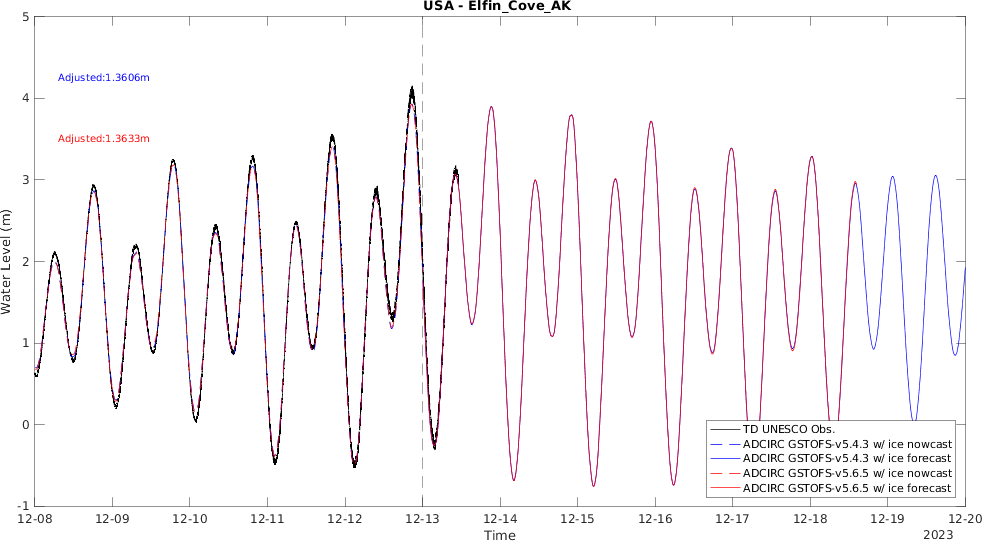 USA - Elfin_Cove_AK
5
4
3
2
1
0
-1
Water Level (m)
Adjusted:1.3606m
Adjusted:1.3633m
TD UNESCO Obs.
ADCIRC GSTOFS-v5.4.3 w/ ice nowcast
ADCIRC GSTOFS-v5.4.3 w/ ice forecast
ADCIRC GSTOFS-v5.6.5 w/ ice nowcast
ADCIRC GSTOFS-v5.6.5 w/ ice forecast
12-08 12-09 12-10 12-11 12-12 12-13 12-14 12-15 12-16 12-17 12-18 12-19 12-20
Time
2023